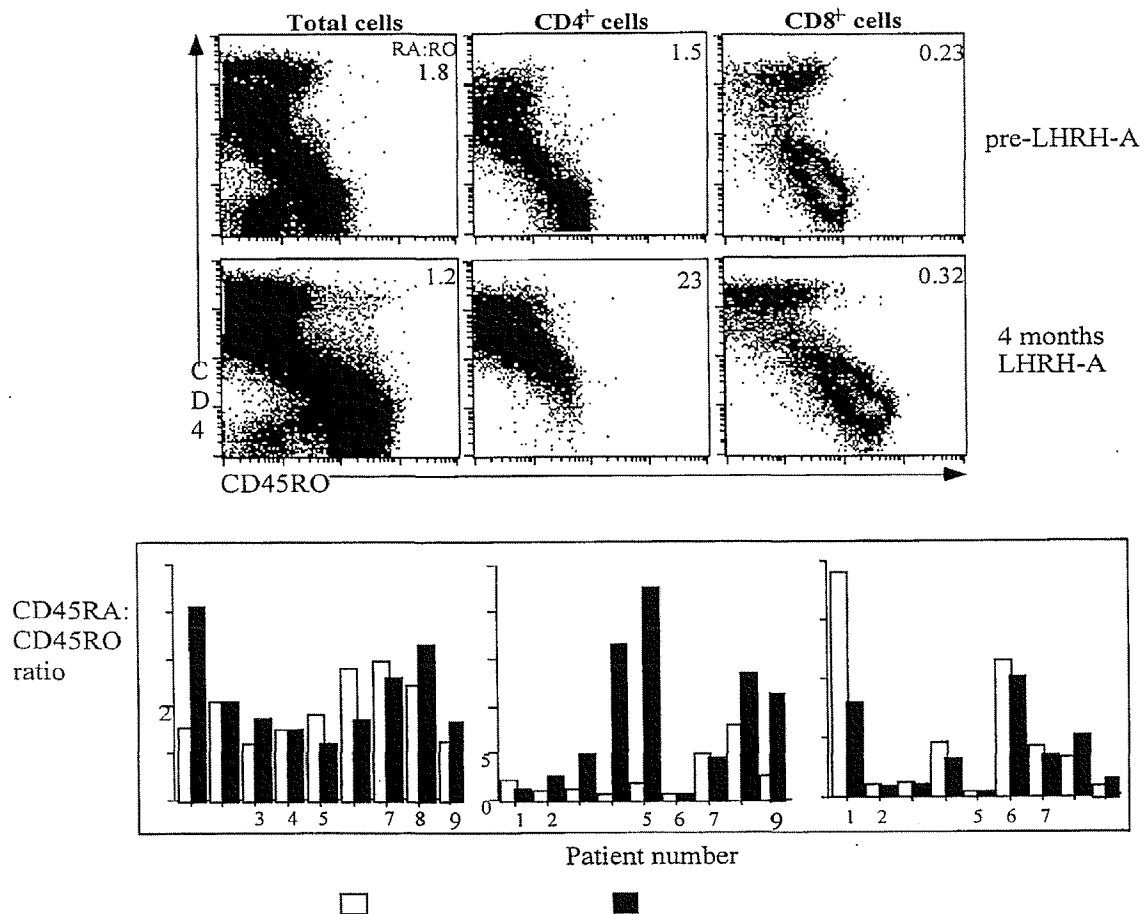 Total cells
CD4+ cells
CD8+ cells
RA:RO
1.8
1.5
0.23
pre-LHRH-A
1.2
23
0.32
4 months
LHRH-A
CD4
CD45RO
CD45RA:
CD45RO
ratio
2
5
0
3 4 5 7 8 9
1 2 5 6 7 9
1 2 5 6 7
Patient number